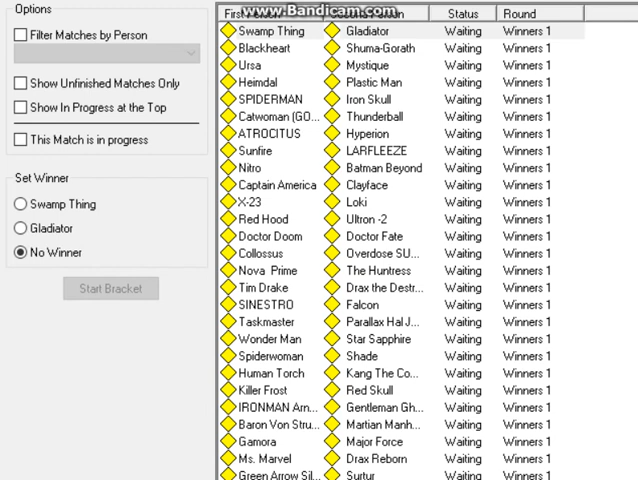 Options
Filter Matches by Person
Show Unfinished Matches Only
Show In Progress at the Top
This Match is in progress
Set Winner
Swamp Thing
Gladiator
No Winner
Start Bracket
www.Bandicam.com
First Person Status Round
Swamp Thing Gladiator Waiting Winners 1
Blackheart Shuma-Gorath Waiting Winners 1
Ursa Mystique Waiting Winners 1
Heimdal Plastic Man Waiting Winners 1
SPIDERMAN Iron Skull Waiting Winners 1
Catwoman (GO... Thunderball Waiting Winners 1
ATROCITUS Hyperion Waiting Winners 1
Sunfire LARFLEEZE Waiting Winners 1
Nitro Batman Beyond Waiting Winners 1
Captain America Clayface Waiting Winners 1
X-23 Loki Waiting Winners 1
Red Hood Ultron -2 Waiting Winners 1
Doctor Doom Doctor Fate Waiting Winners 1
Collossus Overdose SU... Waiting Winners 1
Nova Prime The Huntress Waiting Winners 1
Tim Drake Drax the Destr... Waiting Winners 1
SINESTRO Falcon Waiting Winners 1
Taskmaster Parallax Hal J... Waiting Winners 1
Wonder Man Star Sapphire Waiting Winners 1
Spiderwoman Shade Waiting Winners 1
Human Torch Kang The Co... Waiting Winners 1
Killer Frost Red Skull Waiting Winners 1
IRONMAN Arn... Gentleman Gh... Waiting Winners 1
Baron Von Stru... Martian Manh... Waiting Winners 1
Gamora Major Force Waiting Winners 1
Ms. Marvel Drax Reborn Waiting Winners 1
Green Arrow Sil... Surtur Waiting Winners 1